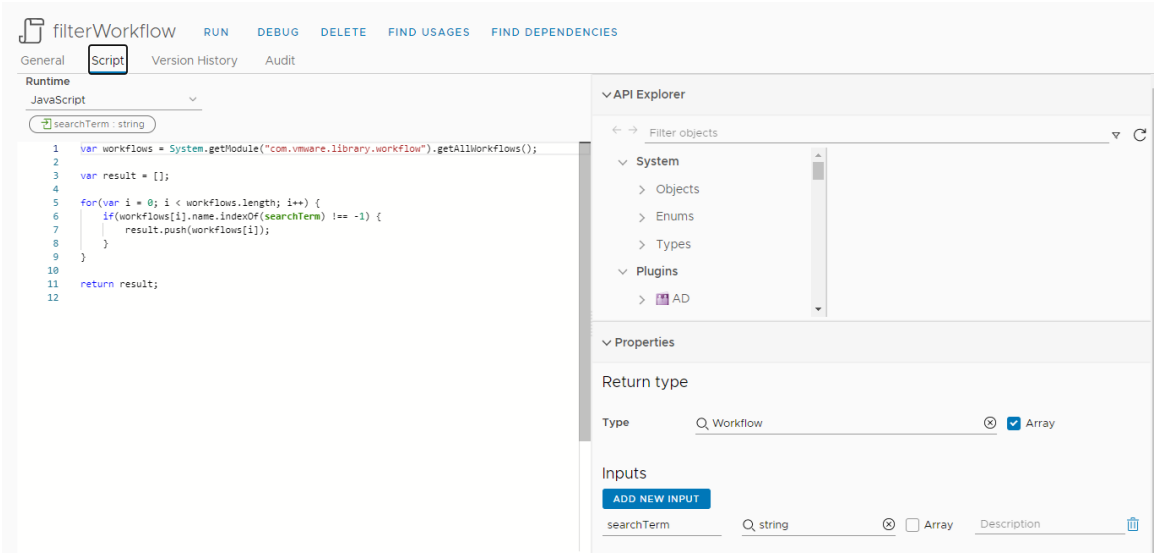 filterWorkflow RUN DEBUG DELETE FIND USAGES FIND DEPENDENCIES
General Script Version History Audit
Runtime
JavaScript
searchTerm : string
1 var workflows = System.getModule("com.vmware.library.workflow").getAllWorkflows();
2
3 var result = [];
4
5 for(var i = 0; i < workflows.length; i++) {
6 if(workflows[i].name.indexOf(searchTerm) !== -1) {
7 result.push(workflows[i]);
8 }
9 }
10
11 return result;
12
API Explorer
Filter objects
System
Objects
Enums
Types
Plugins
AD
Properties
Return type
Type Workflow Array
Inputs
ADD NEW INPUT
searchTerm string Array Description